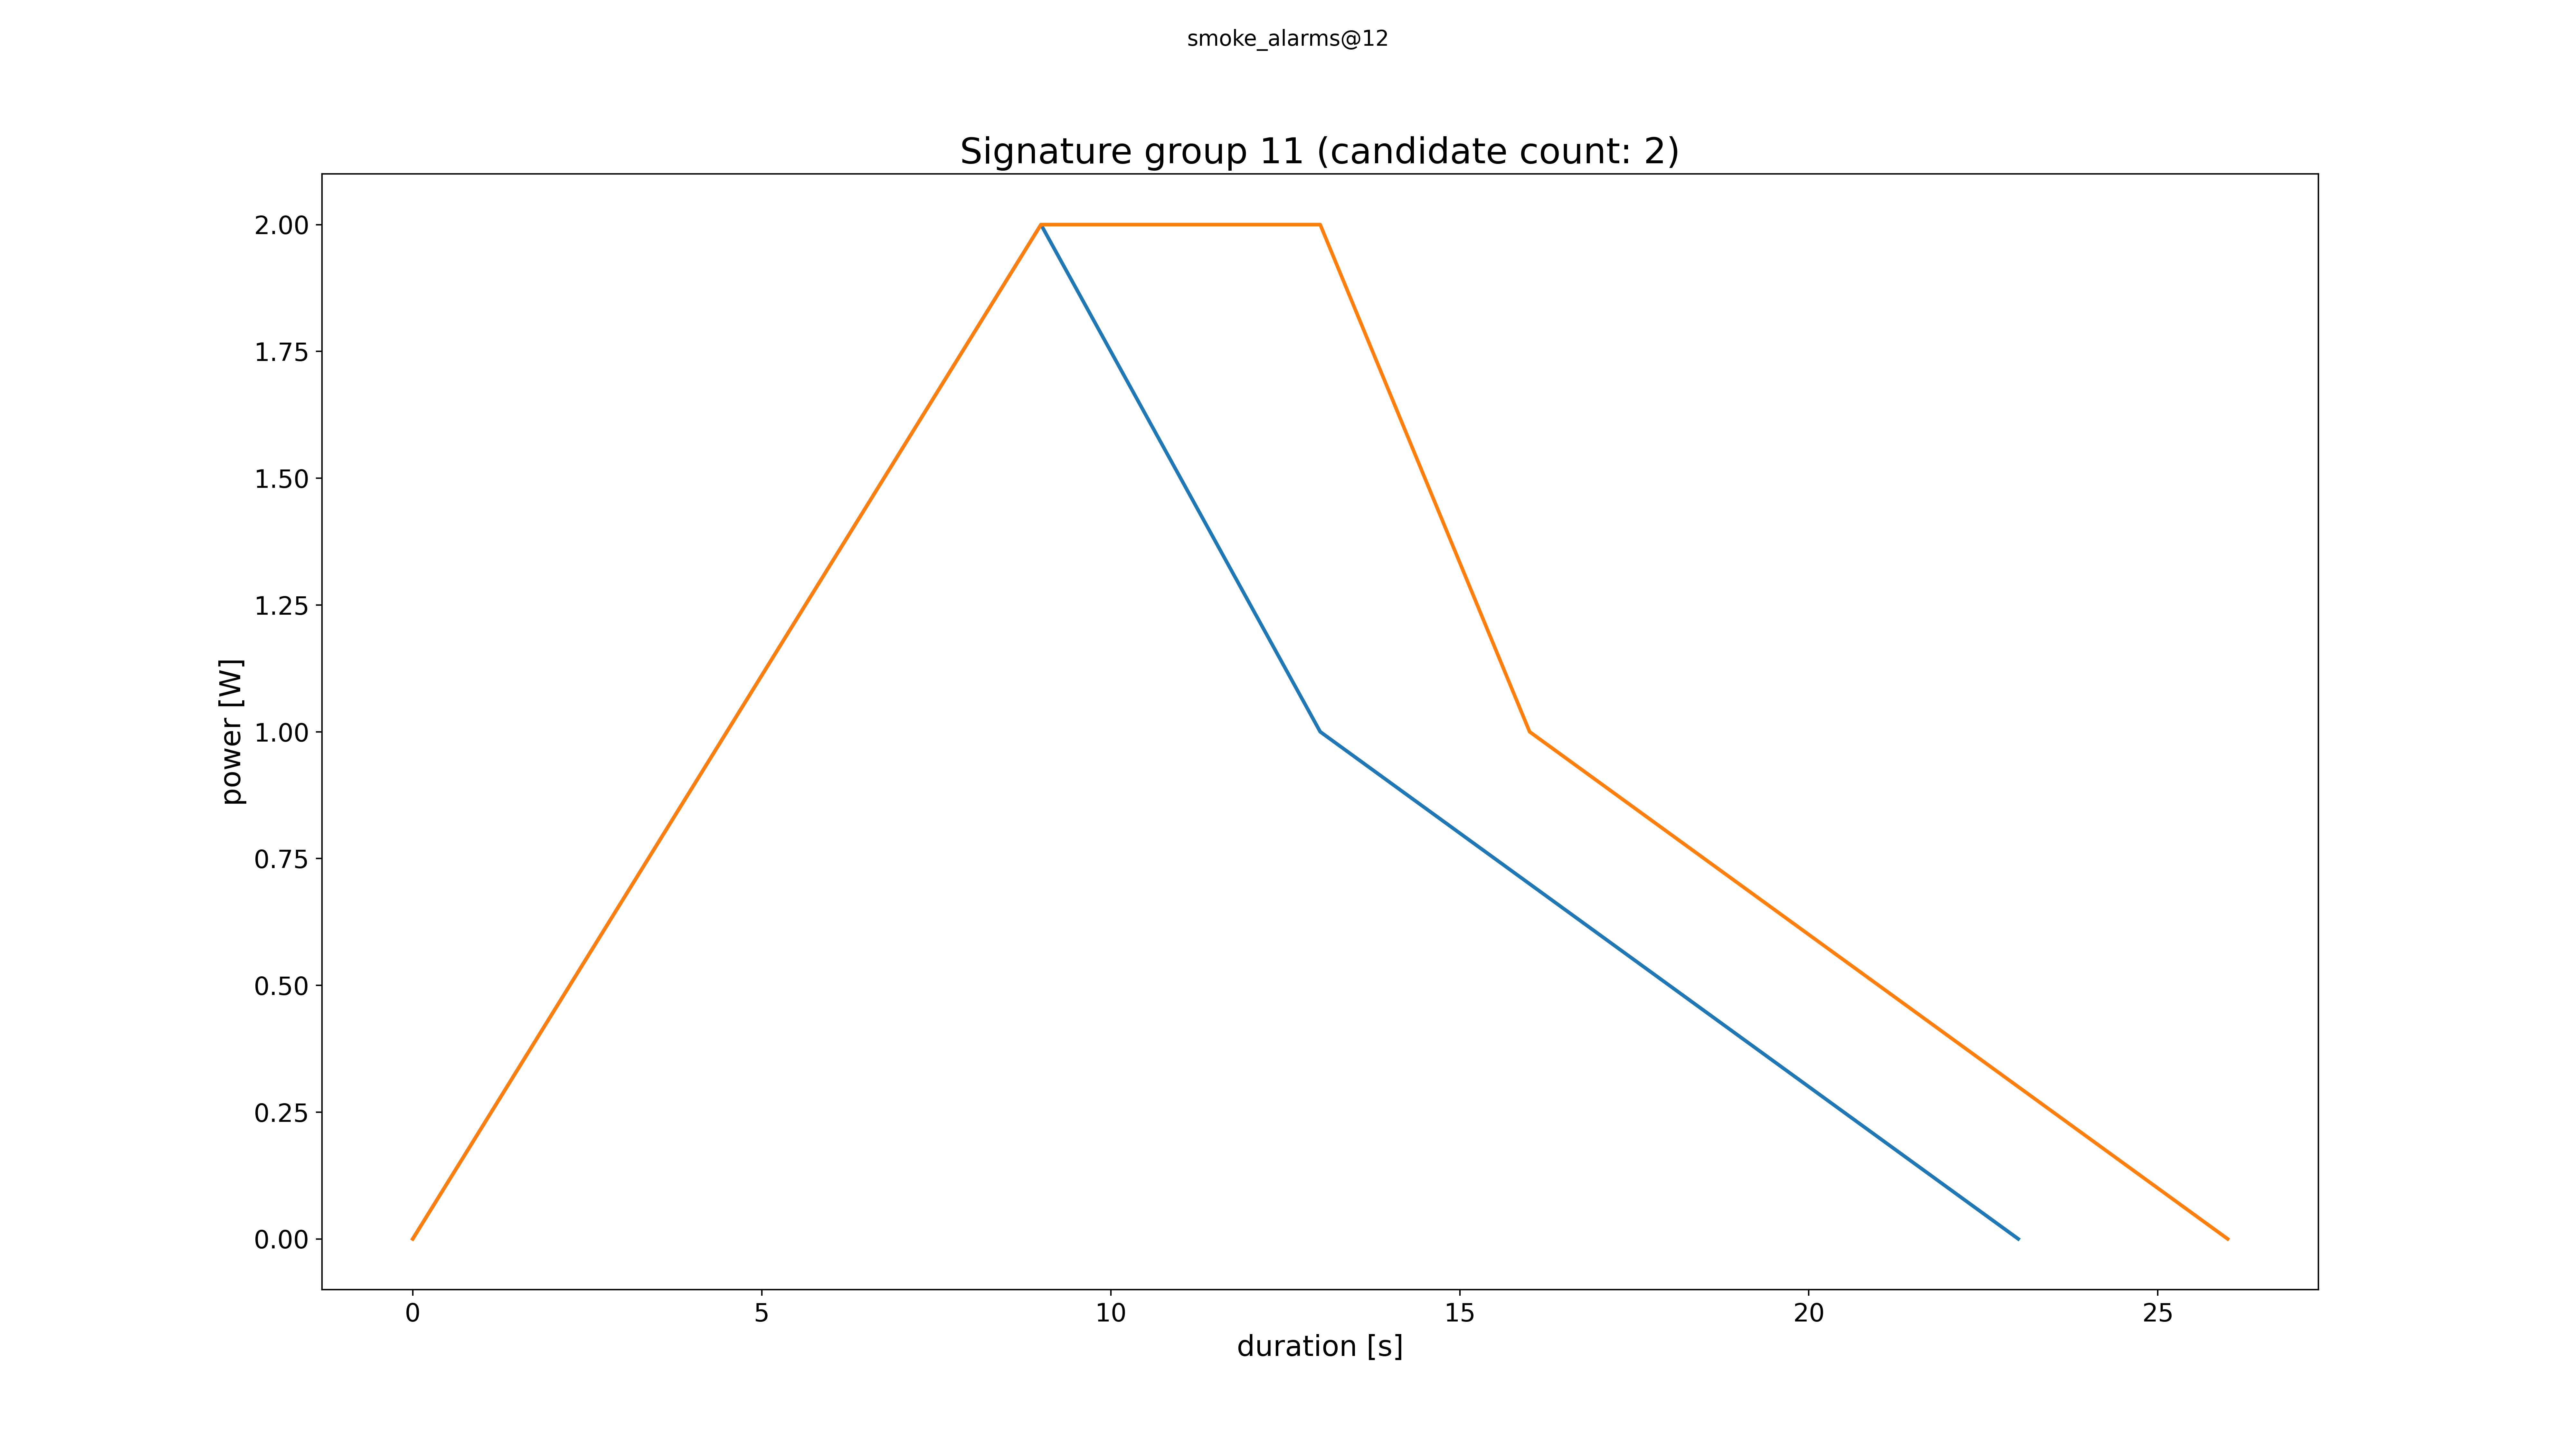 smoke_alarms@12
Signature group 11 (candidate count: 2)
2.00
1.75
1.50
1.25
1.00
0.75
0.50
0.25
0.00
power [W]
0 5 10 15 20 25
duration [s]